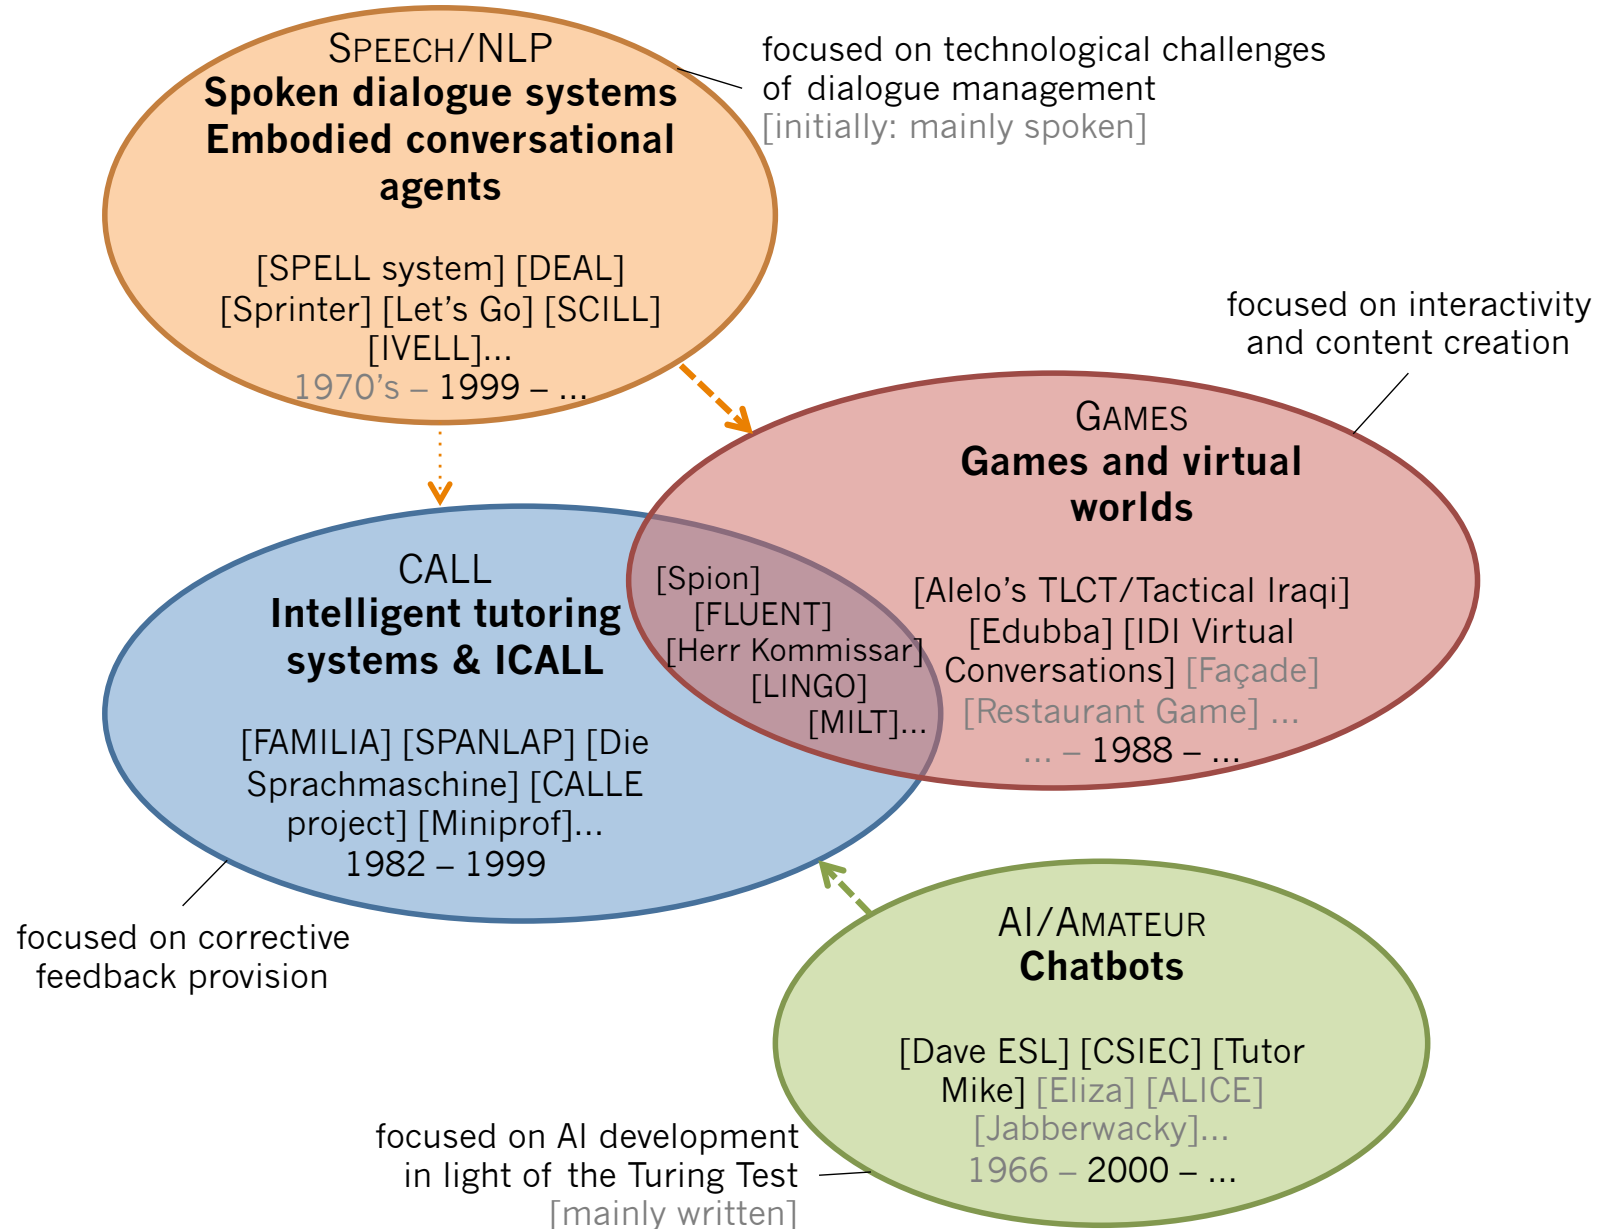 SPEECH/NLP
Spoken dialogue systems
Embodied conversational
agents
[SPELL system] [DEAL]
[Sprinter] [Let's Go] [SCILL]
[IVELL]...
1970's – 1999 – ...
focused on technological challenges
of dialogue management
[initially: mainly spoken]
focused on interactivity
and content creation
GAMES
Games and virtual
worlds
[Alelo's TLCT/Tactical Iraqi]
[Edubba] [IDI Virtual
Conversations] [Façade]
[Restaurant Game] ...
... – 1988 – ...
[Spion]
[FLUENT]
[Herr Kommissar]
[LINGO]
[MILT]...
CALL
Intelligent tutoring
systems & ICALL
[FAMILIA] [SPANLAP] [Die
Sprachmaschine] [CALLE
project] [Miniprof]...
1982 – 1999
focused on corrective
feedback provision
AI/AMATEUR
Chatbots
[Dave ESL] [CSIEC] [Tutor
Mike] [Eliza] [ALICE]
[Jabberwacky]...
1966 – 2000 – ...
focused on AI development
in light of the Turing Test
[mainly written]